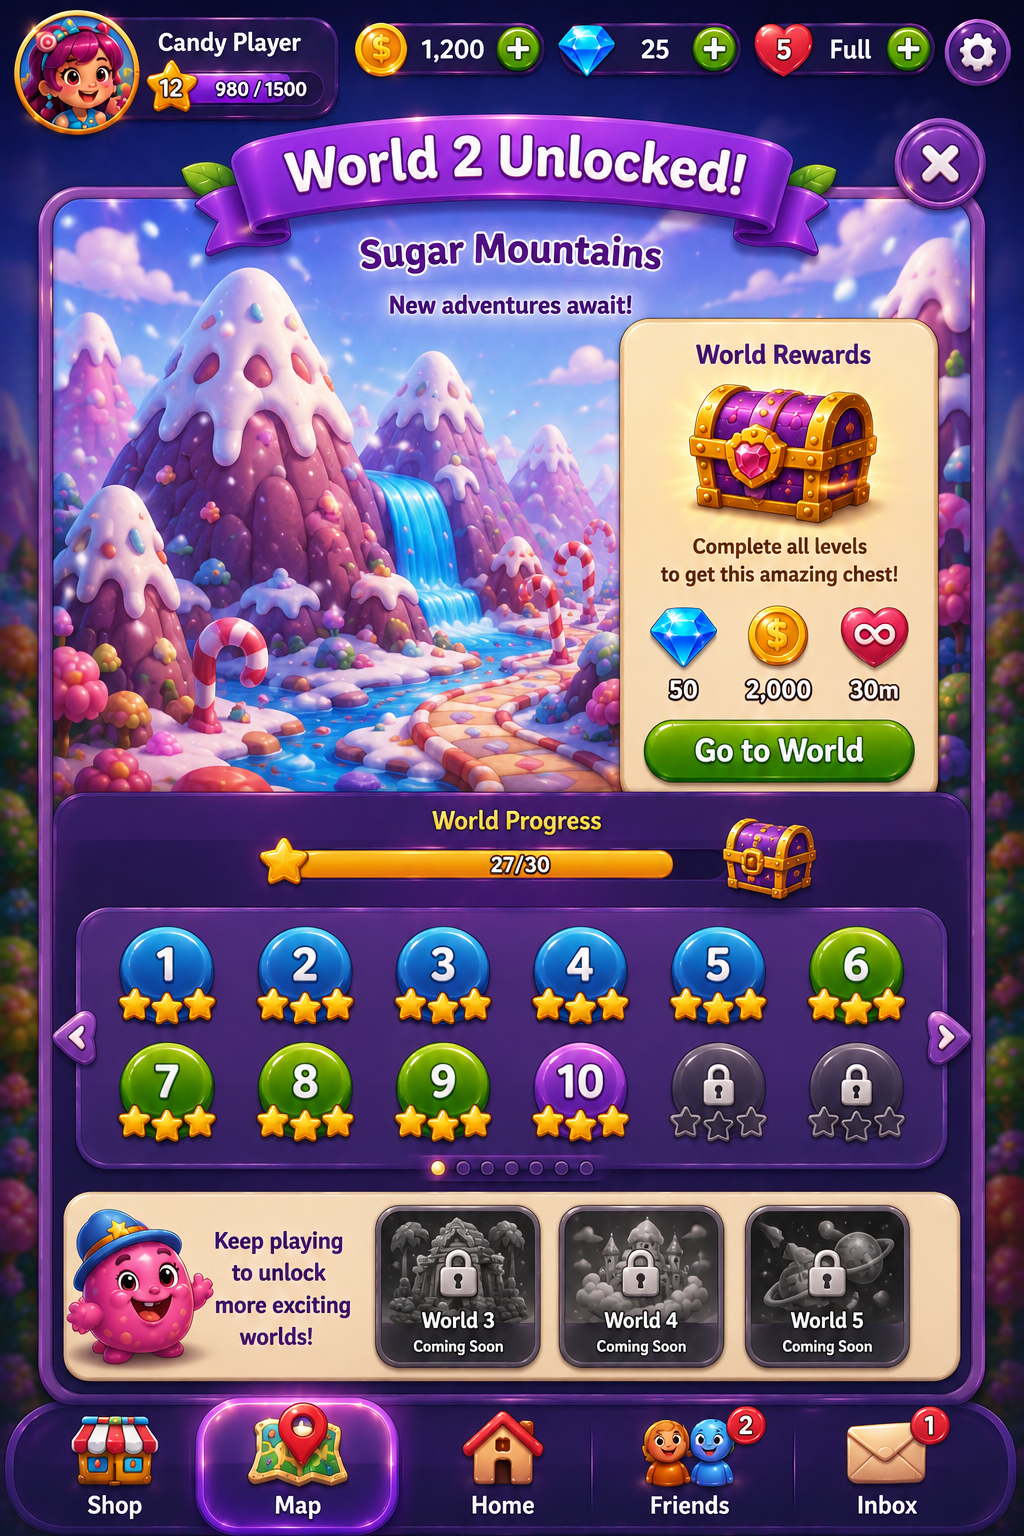 Candy Player
12
980 / 1500
1,200
25
5
Full
World 2 Unlocked!
Sugar Mountains
New adventures await!
World Rewards
Complete all levels
to get this amazing chest!
50
2,000
30m
Go to World
World Progress
27/30
1
2
3
4
5
6
7
8
9
10
Keep playing
to unlock
more exciting
worlds!
World 3
Coming Soon
World 4
Coming Soon
World 5
Coming Soon
Shop
Map
Home
2
Friends
1
Inbox